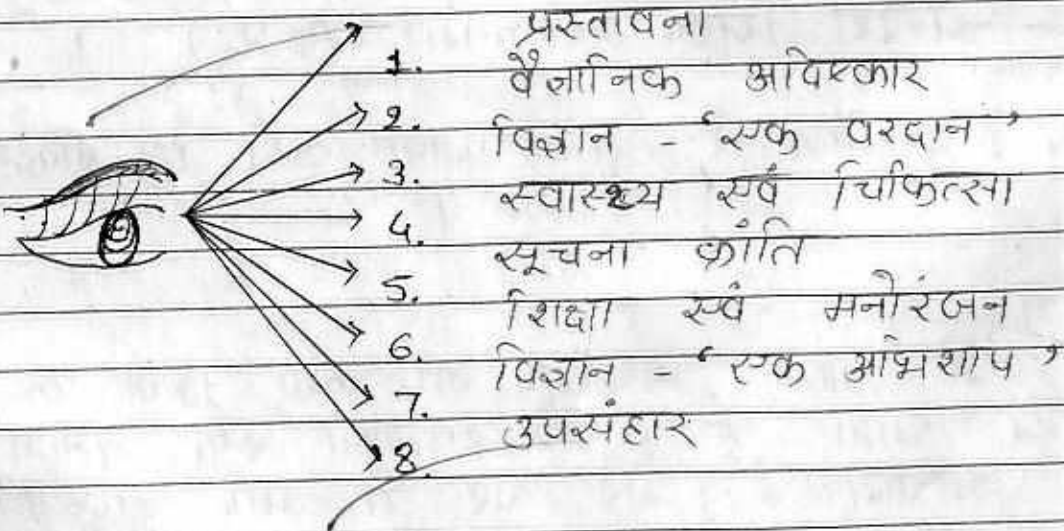 1. प्रस्तावना
2. वैज्ञानिक अविष्कार
3. विज्ञान - 'एक वरदान'
4. स्वास्थ्य एवं चिकित्सा
5. सूचना क्रांति
6. शिक्षा एवं मनोरंजन
7. विज्ञान - 'एक अभिशाप'
8. उपसंहार